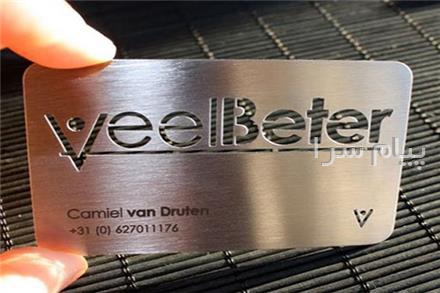 VeelBeter
پیام سرا
Camiel van Druten
+31 (0) 627011176